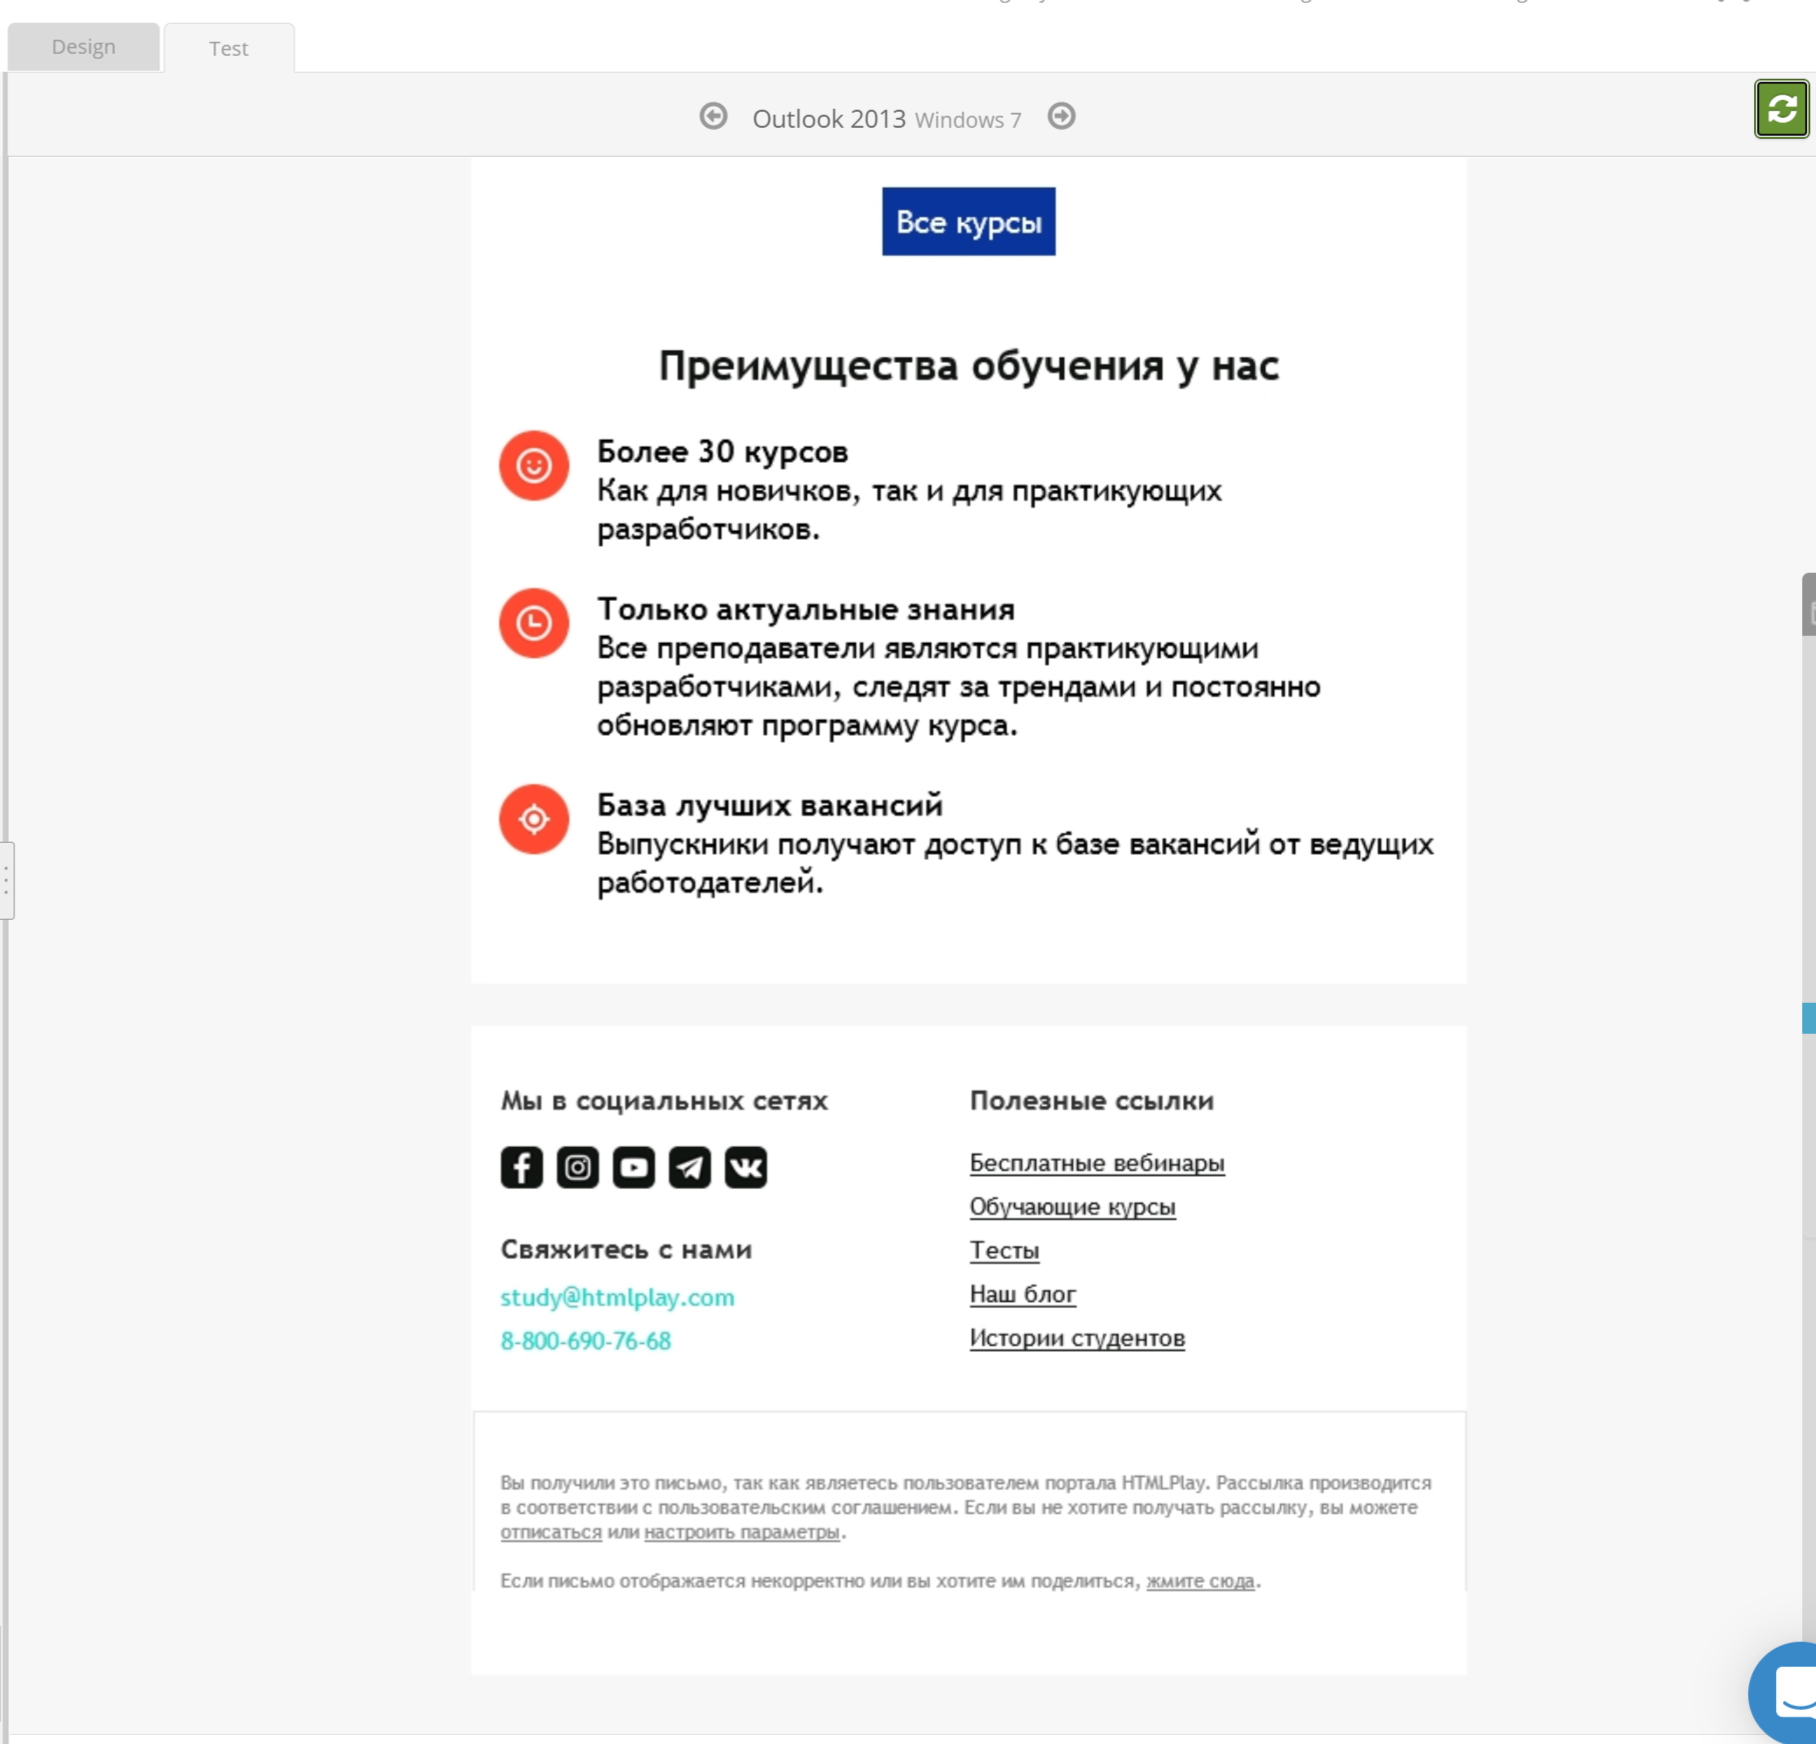 Design
Test
Outlook 2013 Windows 7
Все курсы
Преимущества обучения у нас
Более 30 курсов
Как для новичков, так и для практикующих
разработчиков.
Только актуальные знания
Все преподаватели являются практикующими
разработчиками, следят за трендами и постоянно
обновляют программу курса.
База лучших вакансий
Выпускники получают доступ к базе вакансий от ведущих
работодателей.
Мы в социальных сетях
Свяжитесь с нами
study@htmlplay.com
8-800-690-76-68
Полезные ссылки
Бесплатные вебинары
Обучающие курсы
Тесты
Наш блог
Истории студентов
Вы получили это письмо, так как являетесь пользователем портала HTMLPlay. Рассылка производится
в соответствии с пользовательским соглашением. Если вы не хотите получать рассылку, вы можете
отписаться или настроить параметры.
Если письмо отображается некорректно или вы хотите им поделиться, жмите сюда.